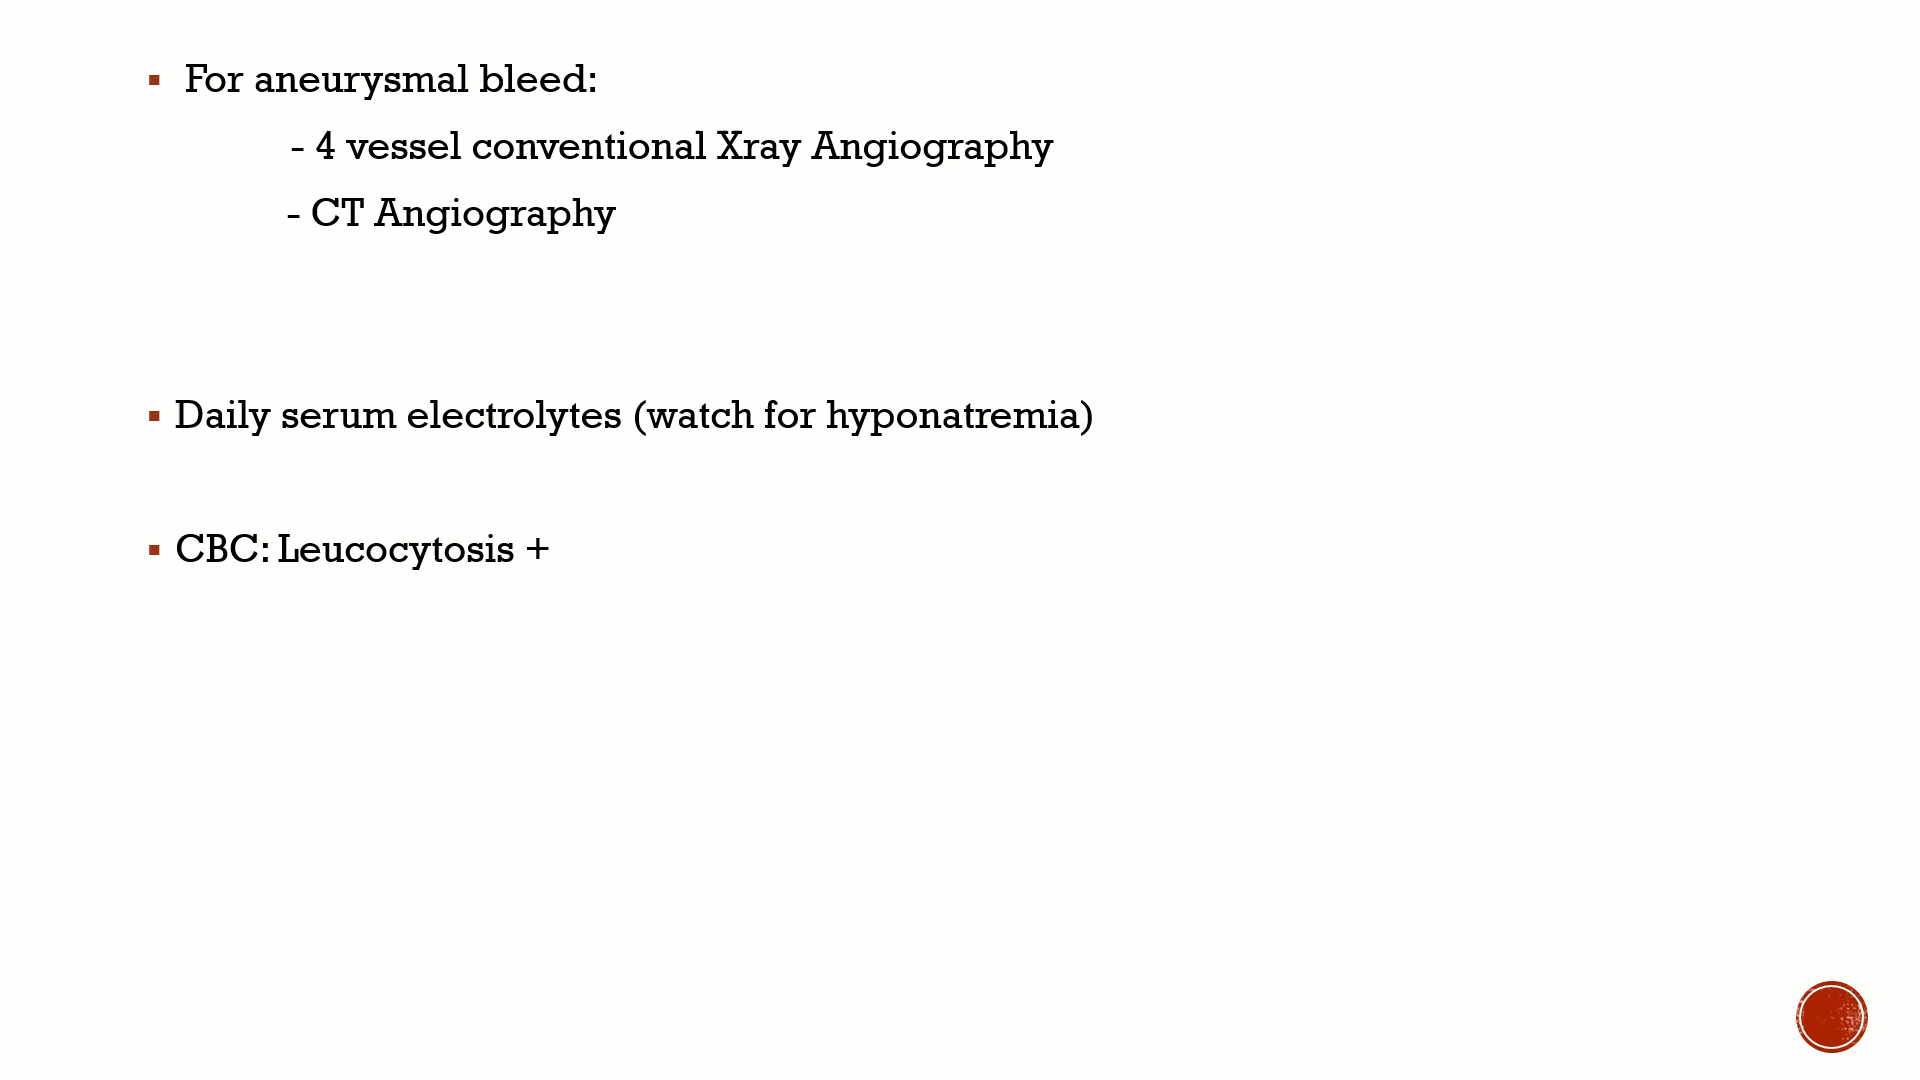 ▪ For aneurysmal bleed:
- 4 vessel conventional Xray Angiography
- CT Angiography
▪ Daily serum electrolytes (watch for hyponatremia)
▪ CBC: Leucocytosis +